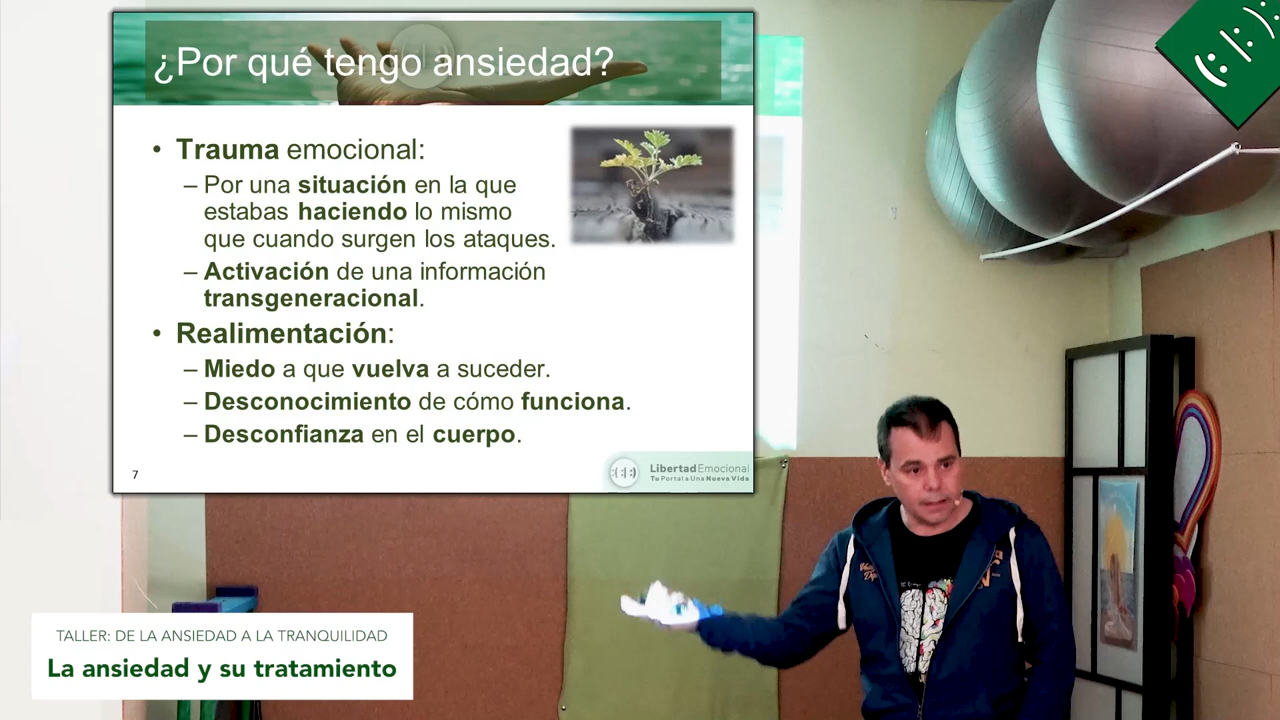 ¿Por qué tengo ansiedad?
• Trauma emocional:
– Por una situación en la que
estabas haciendo lo mismo
que cuando surgen los ataques.
– Activación de una información
transgeneracional.
• Realimentación:
– Miedo a que vuelva a suceder.
– Desconocimiento de cómo funciona.
– Desconfianza en el cuerpo.
7
LibertadEmocional
Tu Portal a Una Nueva Vida
TALLER: DE LA ANSIEDAD A LA TRANQUILIDAD
La ansiedad y su tratamiento